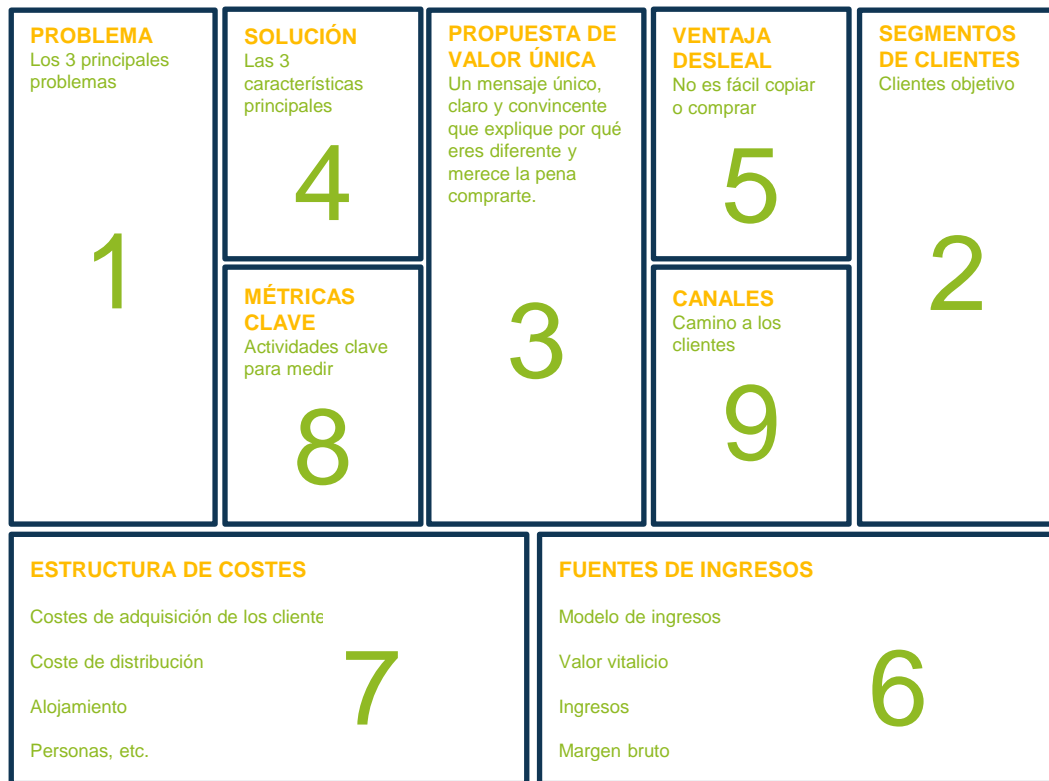 PROBLEMA
Los 3 principales
problemas
1
SOLUCIÓN
Las 3
características
principales
4
MÉTRICAS
CLAVE
Actividades clave
para medir
8
PROPUESTA DE
VALOR ÚNICA
Un mensaje único,
claro y convincente
que explique por qué
eres diferente y
merece la pena
comprarte.
3
VENTAJA
DESLEAL
No es fácil copiar
o comprar
5
CANALES
Camino a los
clientes
9
SEGMENTOS
DE CLIENTES
Clientes objetivo
2
ESTRUCTURA DE COSTES
Costes de adquisición de los cliente
Coste de distribución
Alojamiento
Personas, etc.
7
FUENTES DE INGRESOS
Modelo de ingresos
Valor vitalicio
Ingresos
Margen bruto
6